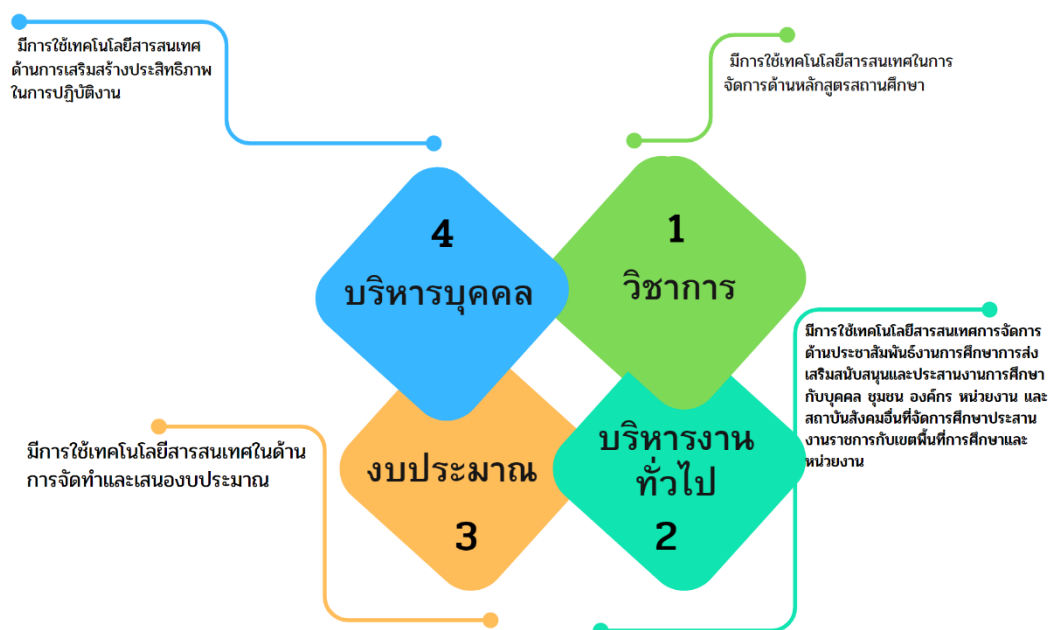 มีการใช้เทคโนโลยีสารสนเทศ
ด้านการเสริมสร้างประสิทธิภาพ
ในการปฏิบัติงาน
มีการใช้เทคโนโลยีสารสนเทศในการ
จัดการด้านหลักสูตรสถานศึกษา
4
บริหารบุคคล
1
วิชาการ
มีการใช้เทคโนโลยีสารสนเทศการจัดการ
ด้านประชาสัมพันธ์งานการศึกษาการส่ง
เสริมสนับสนุนและประสานงานการศึกษา
กับบุคคล ชุมชน องค์กร หน่วยงาน และ
สถาบันสังคมอื่นที่จัดการศึกษาประสาน
งานราชการกับเขตพื้นที่การศึกษาและ
หน่วยงาน
มีการใช้เทคโนโลยีสารสนเทศในด้าน
การจัดทำและเสนองบประมาณ
งบประมาณ
3
บริหารงาน
ทั่วไป
2